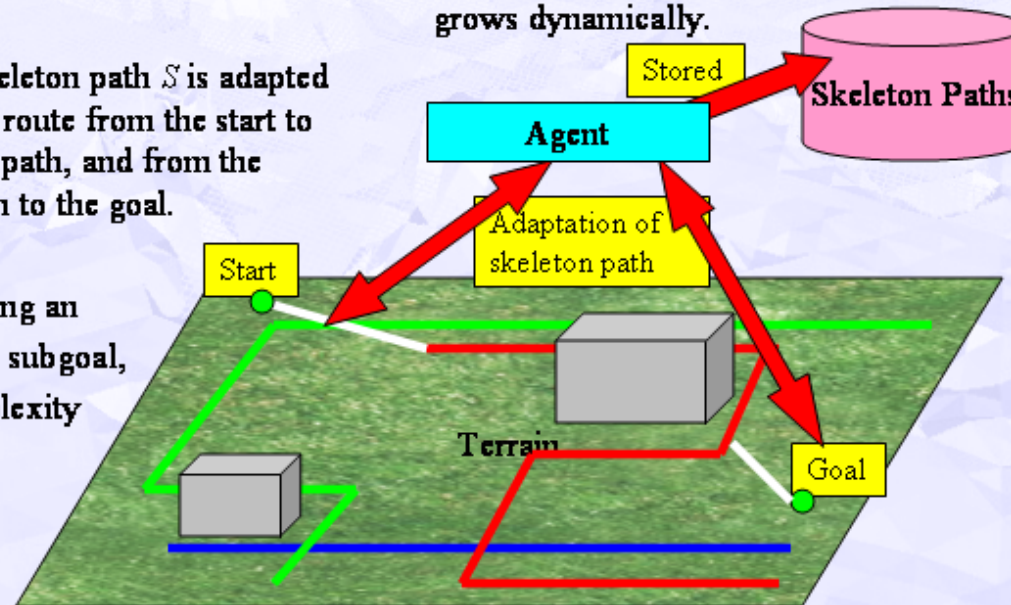 grows dynamically.
keleton path S is adapted
route from the start to
path, and from the
n to the goal.
ng an
subgoal,
lexity
Stored
Skeleton Paths
Agent
Adaptation of
skeleton path
Start
Terrain
Goal